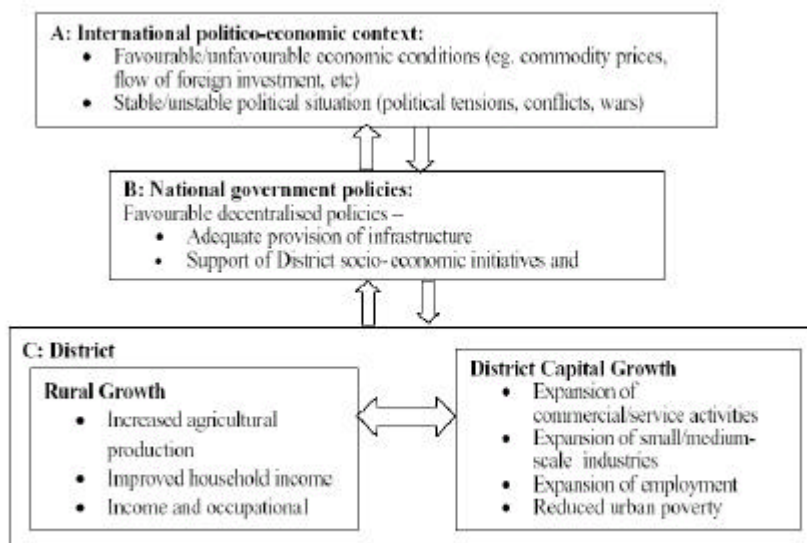 A: International politico-economic context:
• Favourable/unfavourable economic conditions (eg. commodity prices,
flow of foreign investment, etc)
• Stable/unstable political situation (political tensions, conflicts, wars)
B: National government policies:
Favourable decentralised policies –
• Adequate provision of infrastructure
• Support of District socio-economic initiatives and
C: District
Rural Growth
• Increased agricultural
production
• Improved household income
• Income and occupational
District Capital Growth
• Expansion of
commercial/service activities
• Expansion of small/medium-
scale industries
• Expansion of employment
• Reduced urban poverty